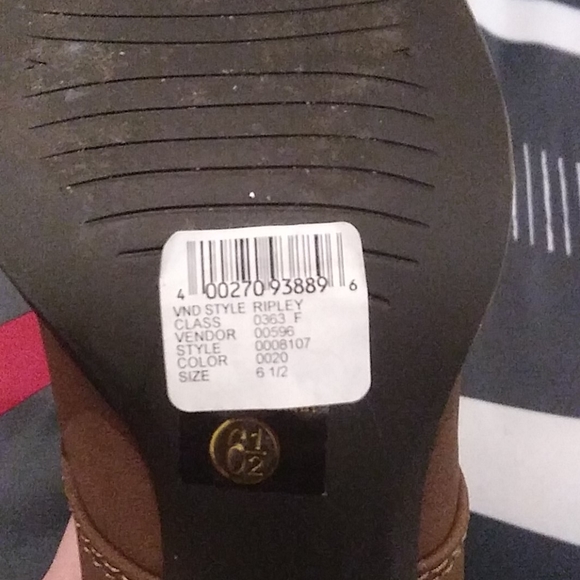 4 00270 93889 6
VND STYLE RIPLEY
CLASS 0363 F
VENDOR 00596
STYLE 0008107
COLOR 0020
SIZE 6 1/2
6 1/2